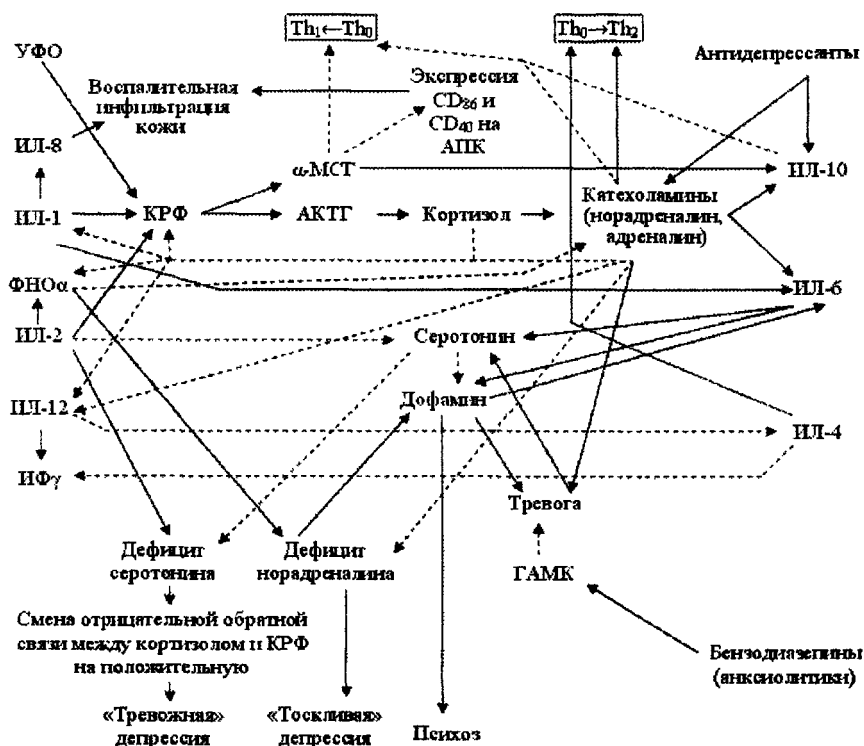 Th₁←Th₀
Th₀→Th₂
УФО
Антидепрессанты
Воспалительная
инфильтрация
кожи
Экспрессия
CD₈₆ и
CD₄₀ на
АПК
ИЛ-8
α-МСГ
ИЛ-10
ИЛ-1
КРФ
АКТГ
Кортизол
Катехоламины
(норадреналин,
адреналин)
ФНОα
ИЛ-6
ИЛ-2
Серотонин
ИЛ-12
Дофамин
ИЛ-4
ИФγ
Тревога
Дефицит
серотонина
Дефицит
норадреналина
ГАМК
Смена отрицательной обратной
связи между кортизолом и КРФ
на положительную
Бензодиазепины
(анксиолитики)
«Тревожная»
депрессия
«Тоскливая»
депрессия
Психоз